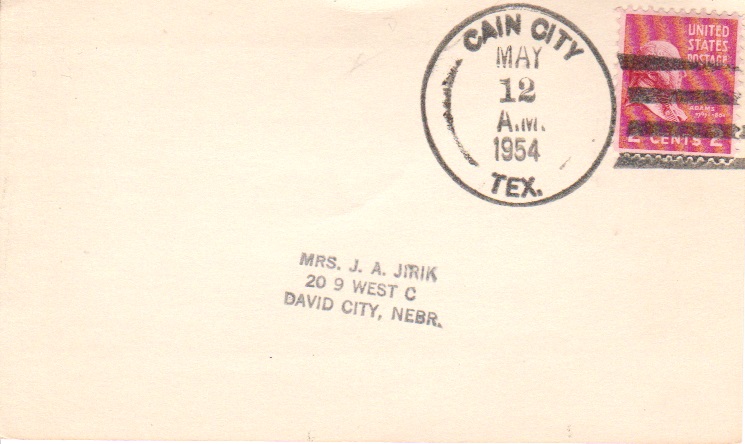 CAIN CITY
MAY
12
A.M.
1954
TEX.
UNITED
STATES
POSTAGE
ADAMS
2 CENTS 2
MRS. J. A. JIRIK
20 9 WEST C
DAVID CITY, NEBR.